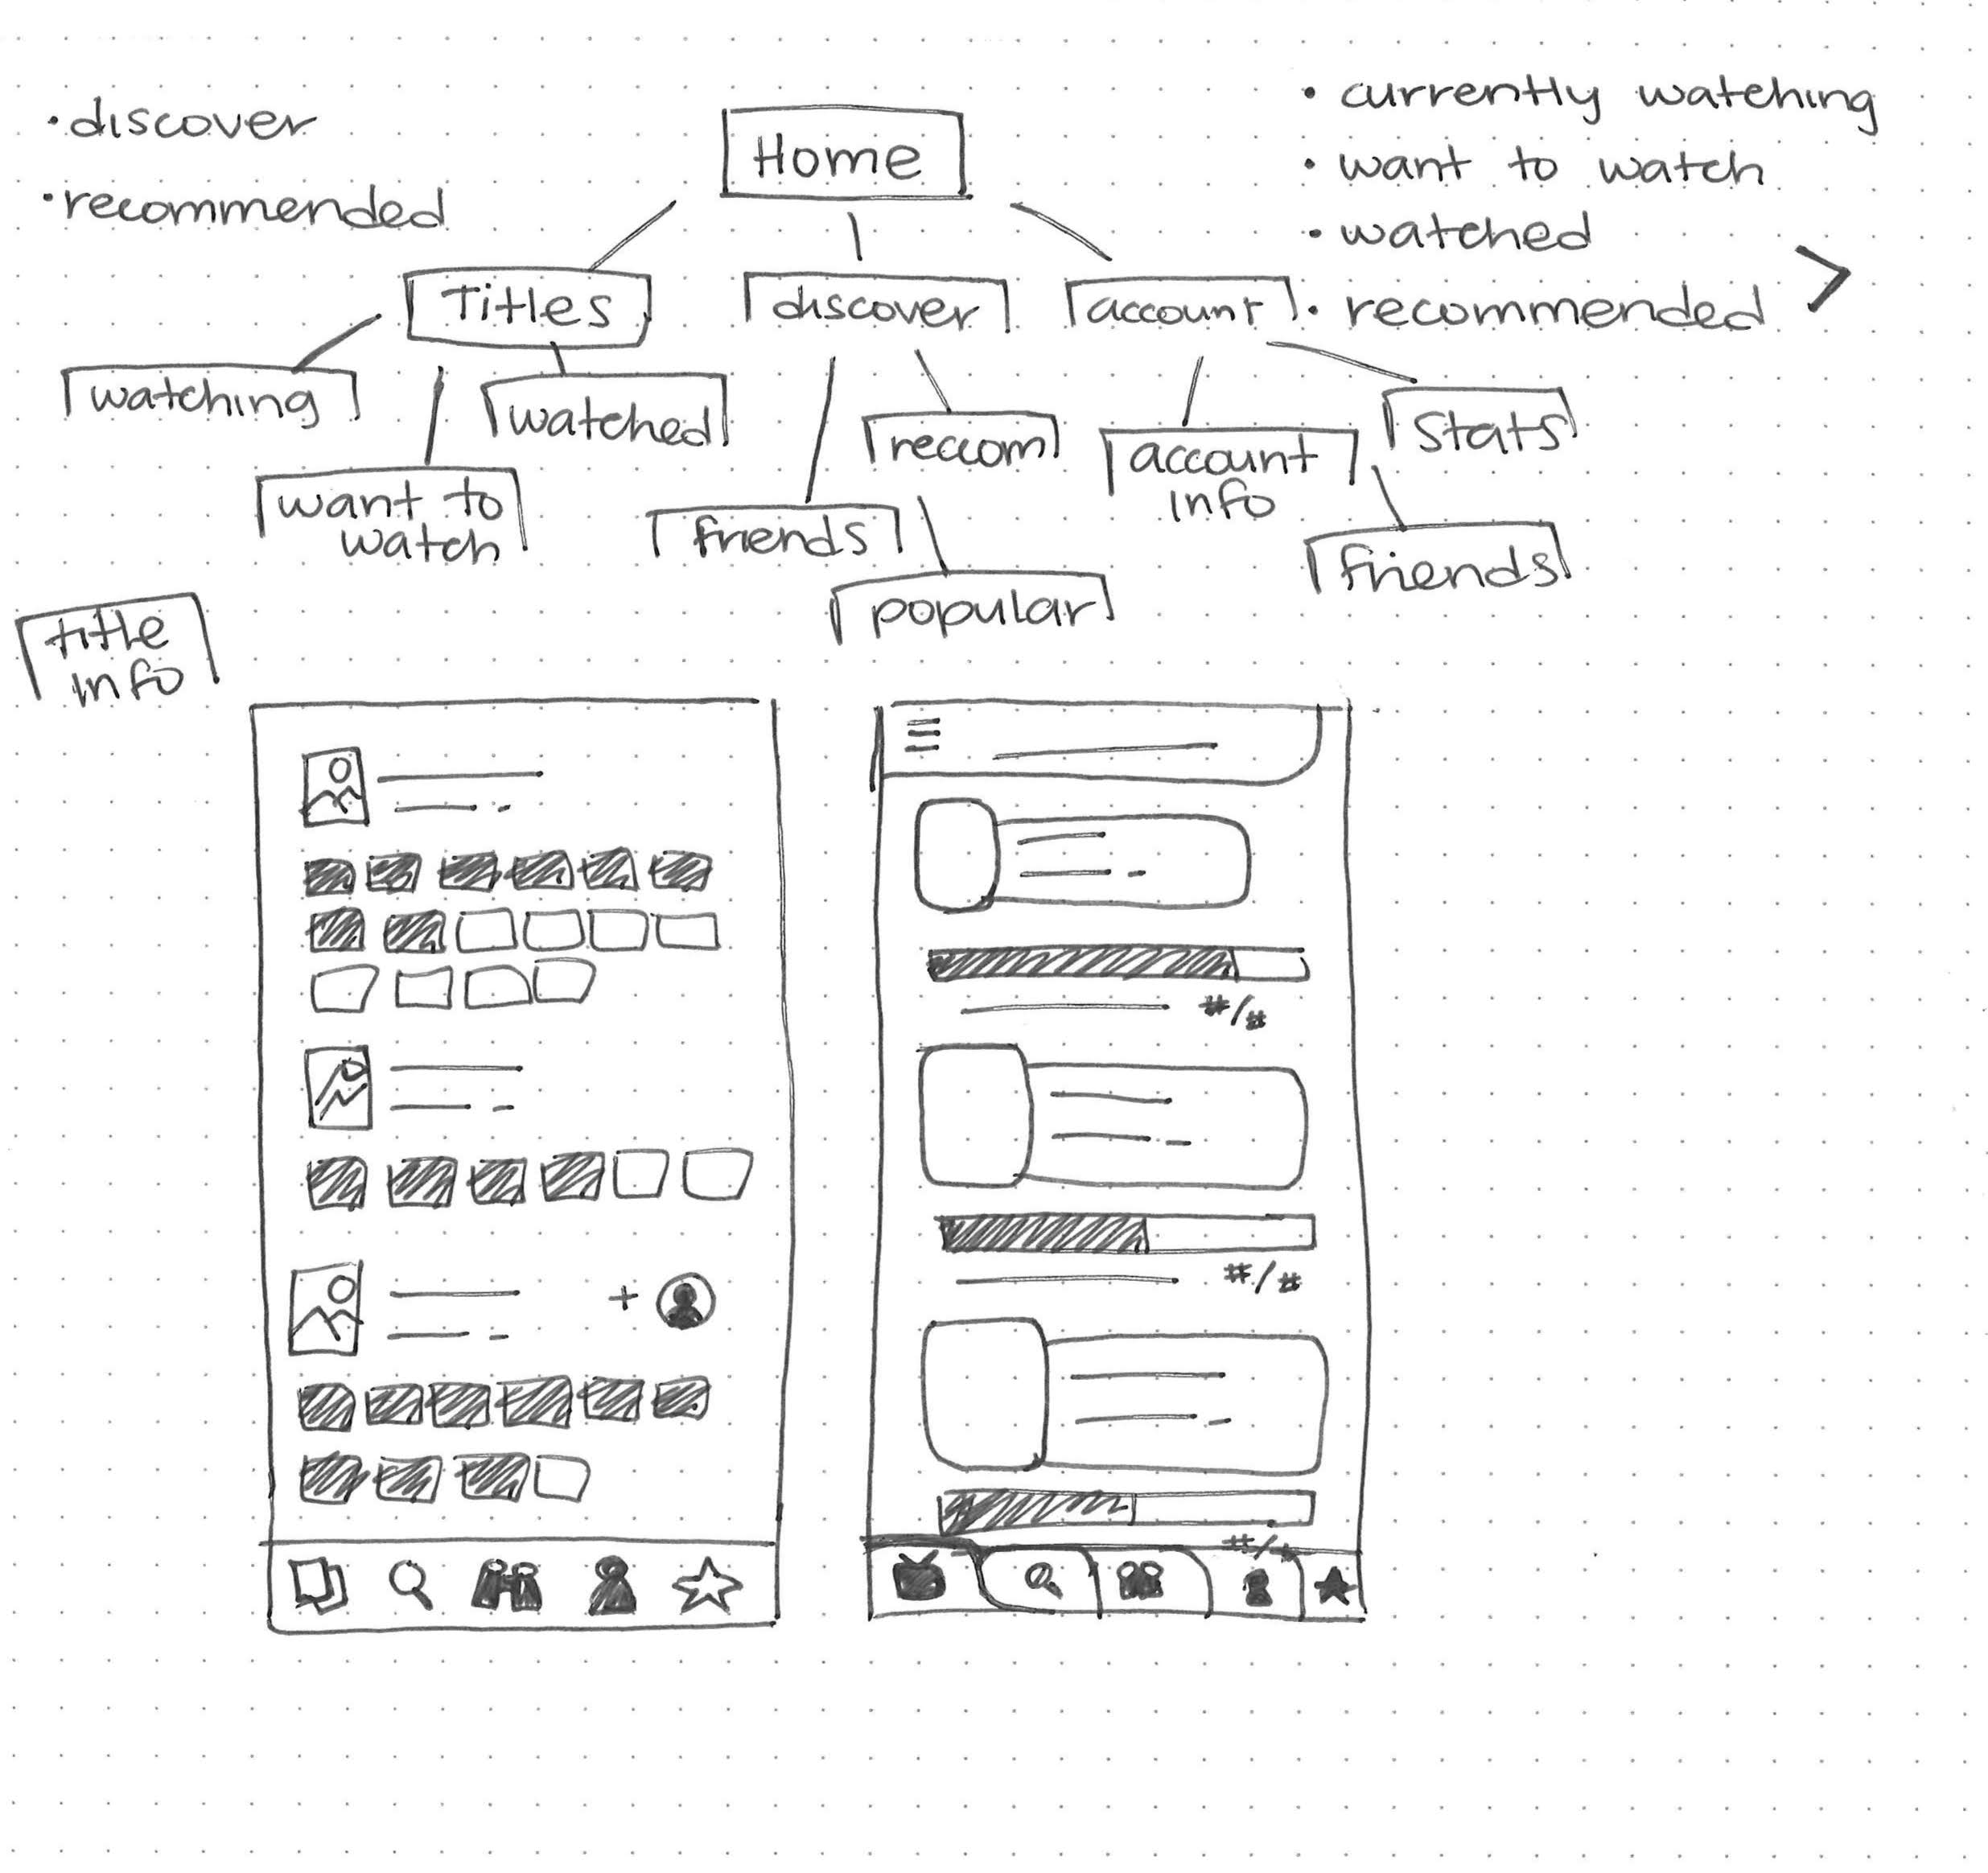 • discover
• recommended
Home
• currently watching
• want to watch
• watched
• recommended
Titles
discover
account
watching
want to
watch
watched
friends
reccom
popular
account
info
Stats
friends
title
info
#/#
#/#
#/#